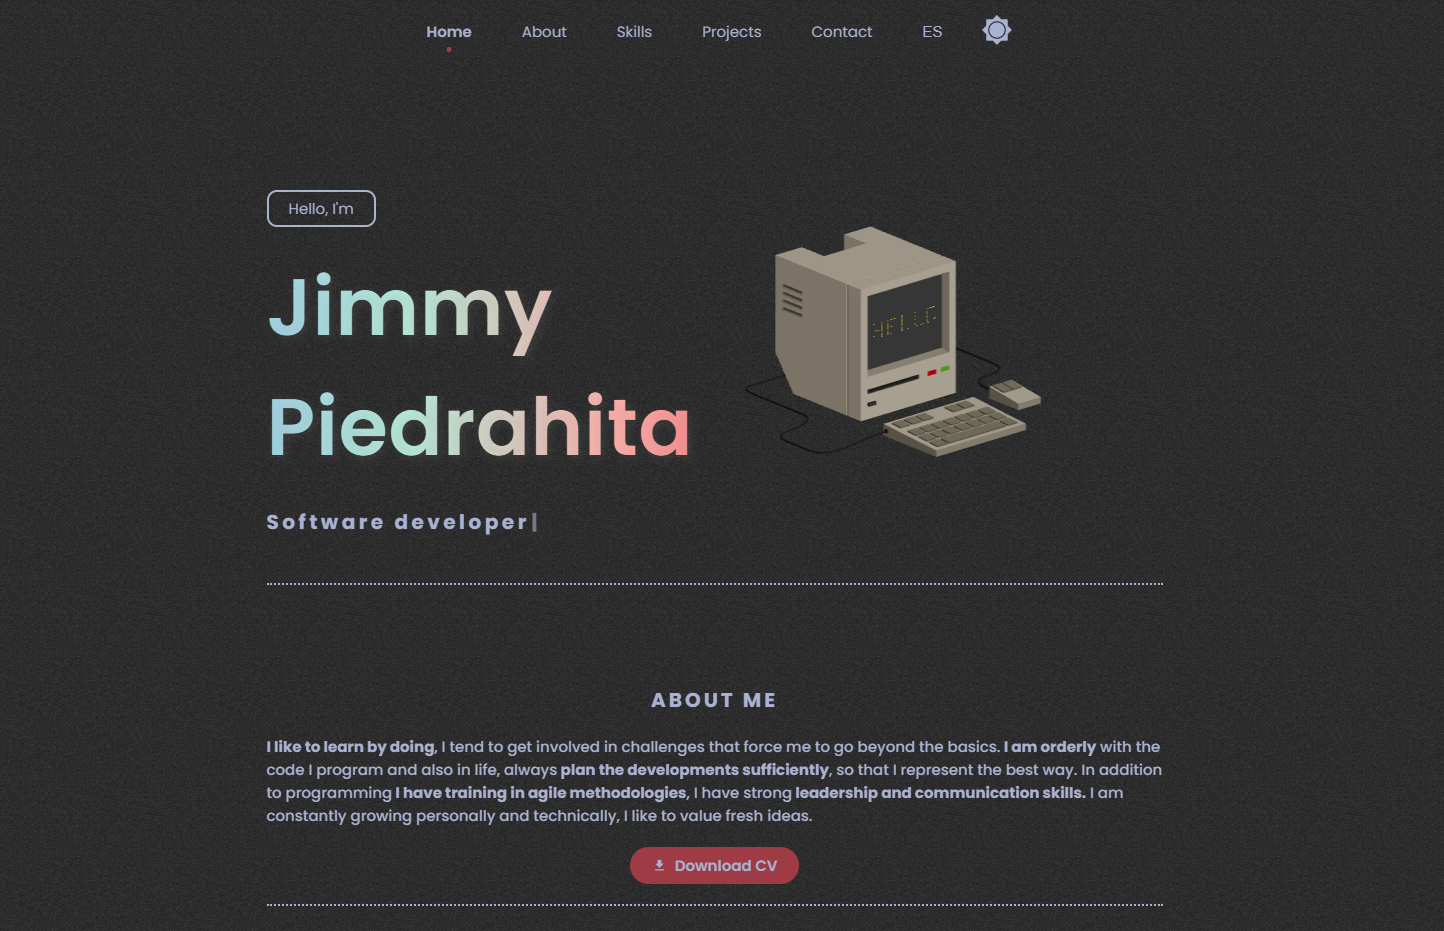 Home About Skills Projects Contact ES
Hello, I'm
Jimmy
Piedrahita
HELLO
Software developer
ABOUT ME
I like to learn by doing, I tend to get involved in challenges that force me to go beyond the basics. I am orderly with the
code I program and also in life, always plan the developments sufficiently, so that I represent the best way. In addition
to programming I have training in agile methodologies, I have strong leadership and communication skills. I am
constantly growing personally and technically, I like to value fresh ideas.
Download CV